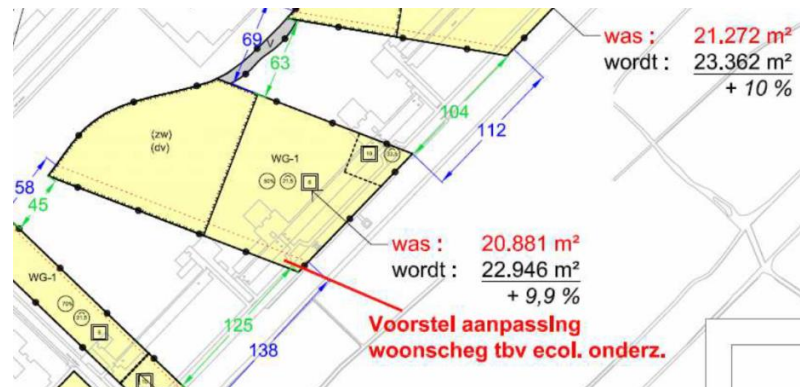 was : 21.272 m²
wordt : 23.362 m²
+ 10 %
69
V
63
104
112
(zw)
(dv)
WG-1
58
45
was : 20.881 m²
wordt : 22.946 m²
+ 9,9 %
WG-1
Voorstel aanpassing
woonscheg tbv ecol. onderz.
125
138